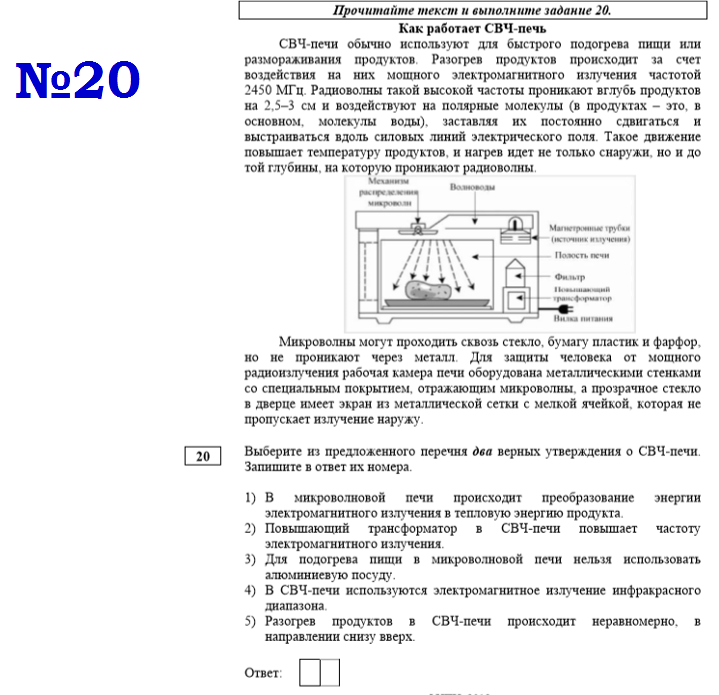 Прочитайте текст и выполните задание 20.
Как работает СВЧ-печь
№20
СВЧ-печи обычно используют для быстрого подогрева пищи или
размораживания продуктов. Разогрев продуктов происходит за счет
воздействия на них мощного электромагнитного излучения частотой
2450 МГц. Радиоволны такой высокой частоты проникают вглубь продуктов
на 2,5–3 см и воздействуют на полярные молекулы (в продуктах – это, в
основном, молекулы воды), заставляя их постоянно сдвигаться и
выстраиваться вдоль силовых линий электрического поля. Такое движение
повышает температуру продуктов, и нагрев идет не только снаружи, но и до
той глубины, на которую проникают радиоволны.
Механизм
распределения
микроволн
Волноводы
Магнетронные трубки
(источник излучения)
Полость печи
Фильтр
Повышающий
трансформатор
Вилка питания
Микроволны могут проходить сквозь стекло, бумагу пластик и фарфор,
но не проникают через металл. Для защиты человека от мощного
радиоизлучения рабочая камера печи оборудована металлическими стенками
со специальным покрытием, отражающим микроволны, а прозрачное стекло
в дверце имеет экран из металлической сетки с мелкой ячейкой, которая не
пропускает излучение наружу.
20
Выберите из предложенного перечня два верных утверждения о СВЧ-печи.
Запишите в ответ их номера.
1) В микроволновой печи происходит преобразование энергии
электромагнитного излучения в тепловую энергию продукта.
2) Повышающий трансформатор в СВЧ-печи повышает частоту
электромагнитного излучения.
3) Для подогрева пищи в микроволновой печи нельзя использовать
алюминиевую посуду.
4) В СВЧ-печи используются электромагнитное излучение инфракрасного
диапазона.
5) Разогрев продуктов в СВЧ-печи происходит неравномерно, в
направлении снизу вверх.
Ответ: